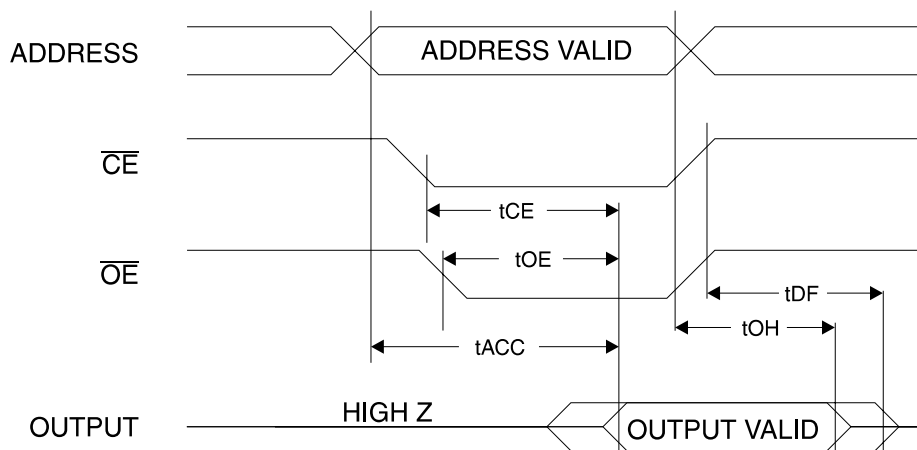 ADDRESS
ADDRESS VALID
CE
tCE
OE
tOE
tDF
tOH
tACC
HIGH Z
OUTPUT
OUTPUT VALID